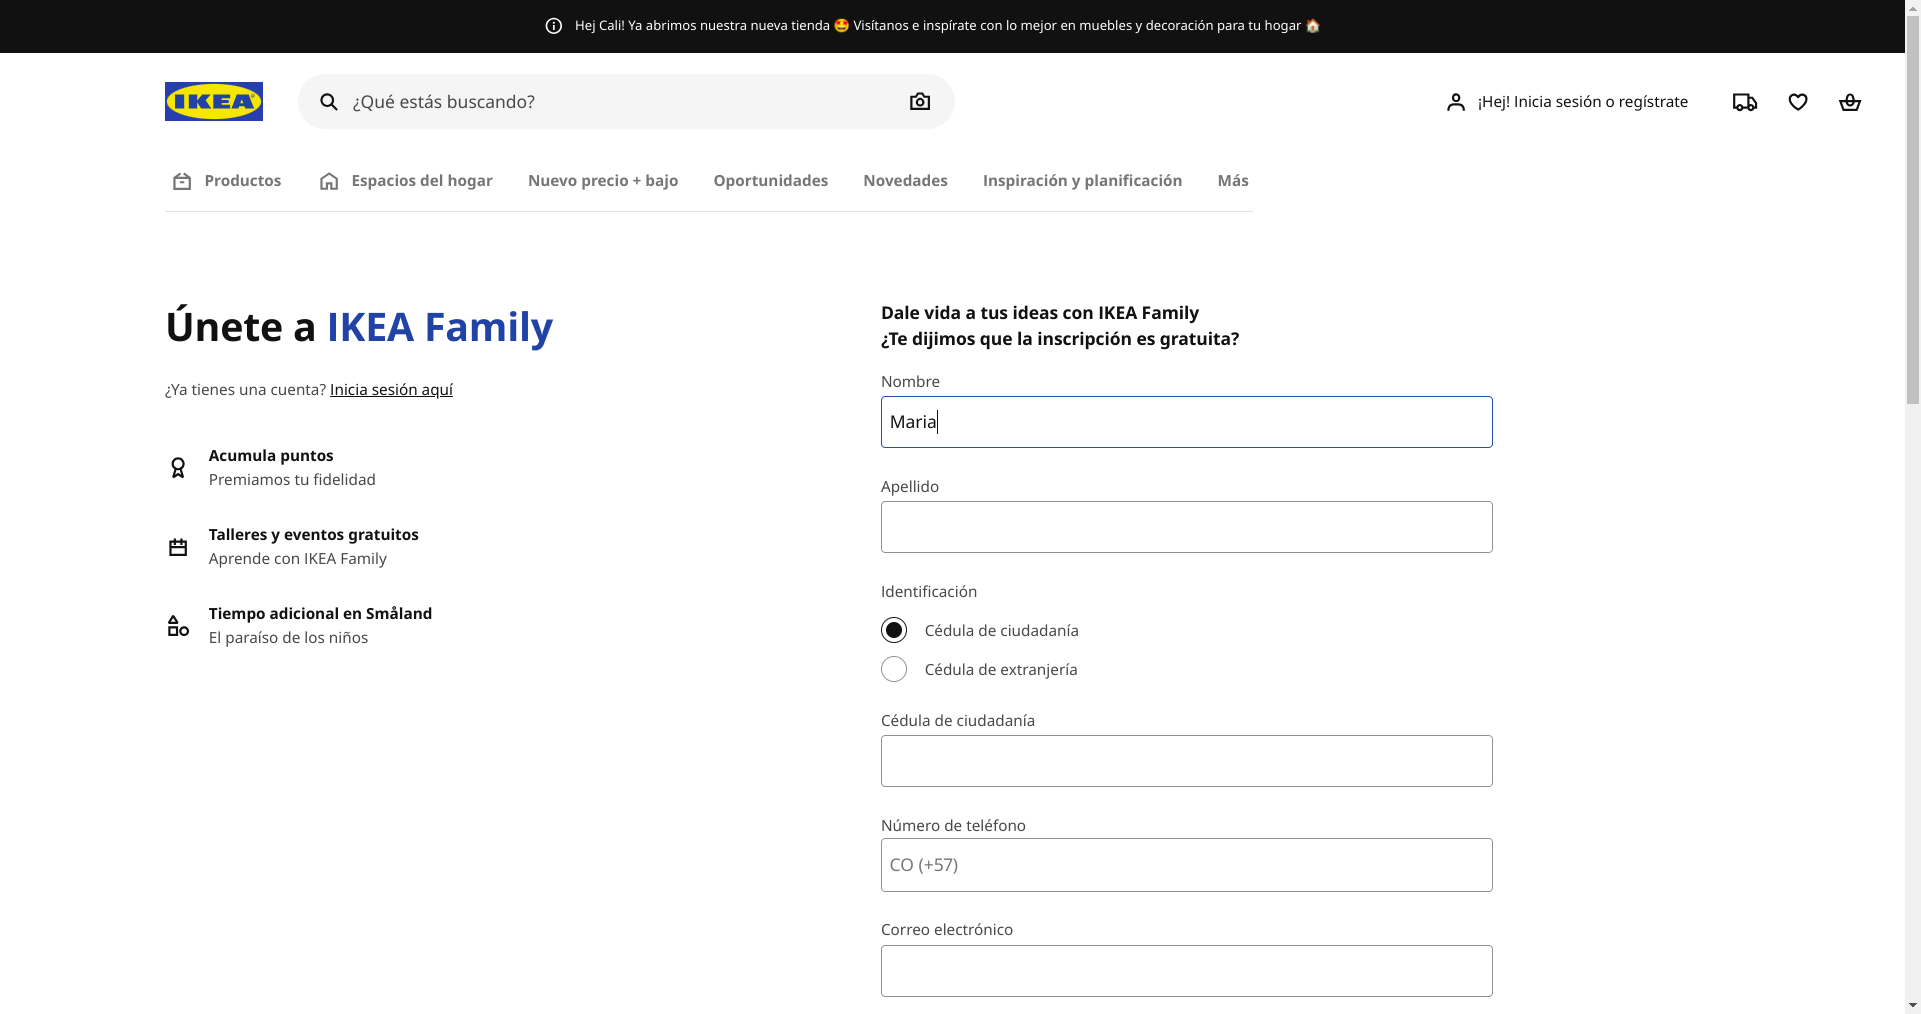 Hej Cali! Ya abrimos nuestra nueva tienda 🤩 Visítanos e inspírate con lo mejor en muebles y decoración para tu hogar 🏠
IKEA
¿Qué estás buscando?
¡Hej! Inicia sesión o regístrate
Productos
Espacios del hogar
Nuevo precio + bajo
Oportunidades
Novedades
Inspiración y planificación
Más
Únete a IKEA Family
¿Ya tienes una cuenta? Inicia sesión aquí
Acumula puntos
Premiamos tu fidelidad
Talleres y eventos gratuitos
Aprende con IKEA Family
Tiempo adicional en Småland
El paraíso de los niños
Dale vida a tus ideas con IKEA Family
¿Te dijimos que la inscripción es gratuita?
Nombre
Maria
Apellido
Identificación
Cédula de ciudadanía
Cédula de extranjería
Cédula de ciudadanía
Número de teléfono
CO (+57)
Correo electrónico